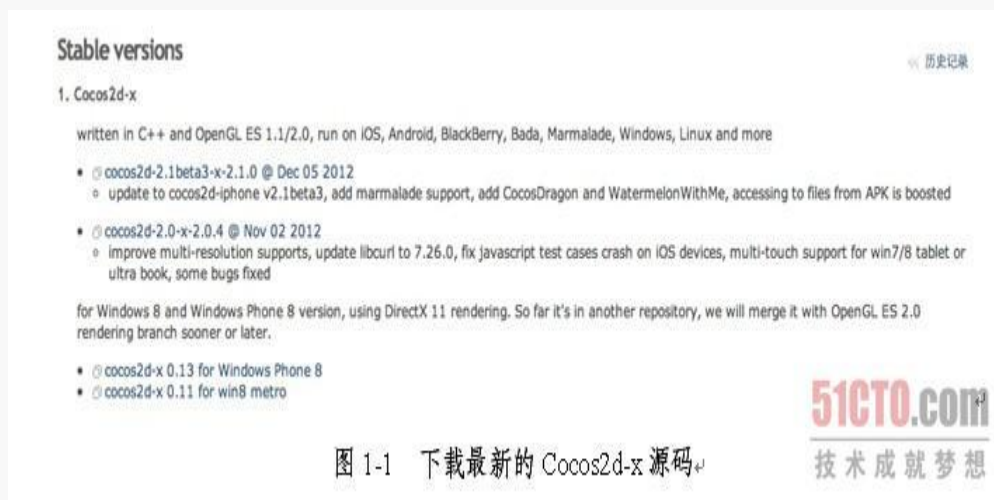 Stable versions
历史记录
1. Cocos2d-x
written in C++ and OpenGL ES 1.1/2.0, run on iOS, Android, BlackBerry, Bada, Marmalade, Windows, Linux and more
cocos2d-2.1beta3-x-2.1.0 @ Dec 05 2012
update to cocos2d-iphone v2.1beta3, add marmalade support, add CocosDragon and WatermelonWithMe, accessing to files from APK is boosted
cocos2d-2.0-x-2.0.4 @ Nov 02 2012
improve multi-resolution supports, update libcurl to 7.26.0, fix javascript test cases crash on iOS devices, multi-touch support for win7/8 tablet or
ultra book, some bugs fixed
for Windows 8 and Windows Phone 8 version, using DirectX 11 rendering. So far it's in another repository, we will merge it with OpenGL ES 2.0
rendering branch sooner or later.
cocos2d-x 0.13 for Windows Phone 8
cocos2d-x 0.11 for win8 metro
51CTO.com
技术成就梦想
图 1-1 下载最新的 Cocos2d-x 源码